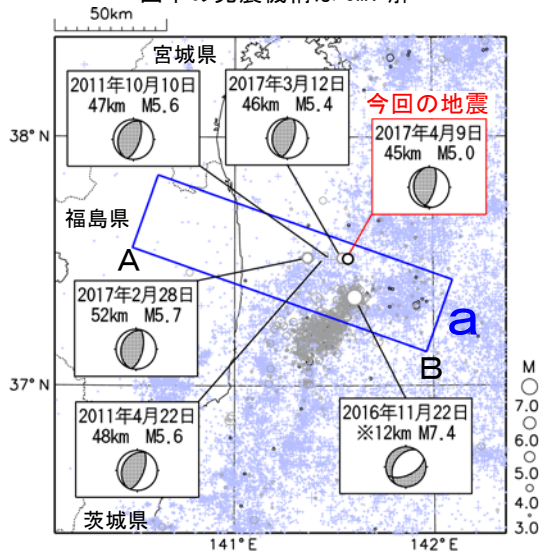 50km
宮城県
2011年10月10日
47km M5.6
2017年3月12日
46km M5.4
今回の地震
2017年4月9日
45km M5.0
38°N
福島県
A
2017年2月28日
52km M5.7
a
B
37°N
2011年4月22日
48km M5.6
2016年11月22日
※12km M7.4
M
7.0
6.0
5.0
4.0
3.0
茨城県
141°E
142°E